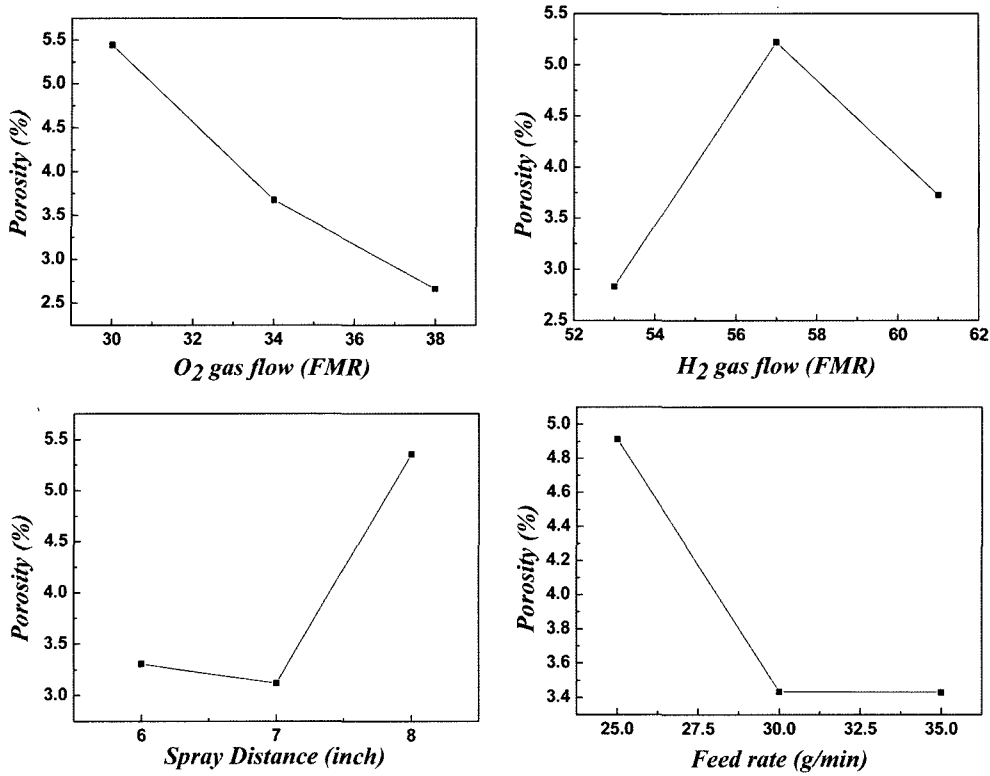 Porosity (%)
5.5
5.0
4.5
4.0
3.5
3.0
2.5
30 32 34 36 38
O2 gas flow (FMR)
Porosity (%)
5.5
5.0
4.5
4.0
3.5
3.0
2.5
52 54 56 58 60 62
H2 gas flow (FMR)
Porosity (%)
5.5
5.0
4.5
4.0
3.5
3.0
6 7 8
Spray Distance (inch)
Porosity (%)
5.0
4.8
4.6
4.4
4.2
4.0
3.8
3.6
3.4
25.0 27.5 30.0 32.5 35.0
Feed rate (g/min)